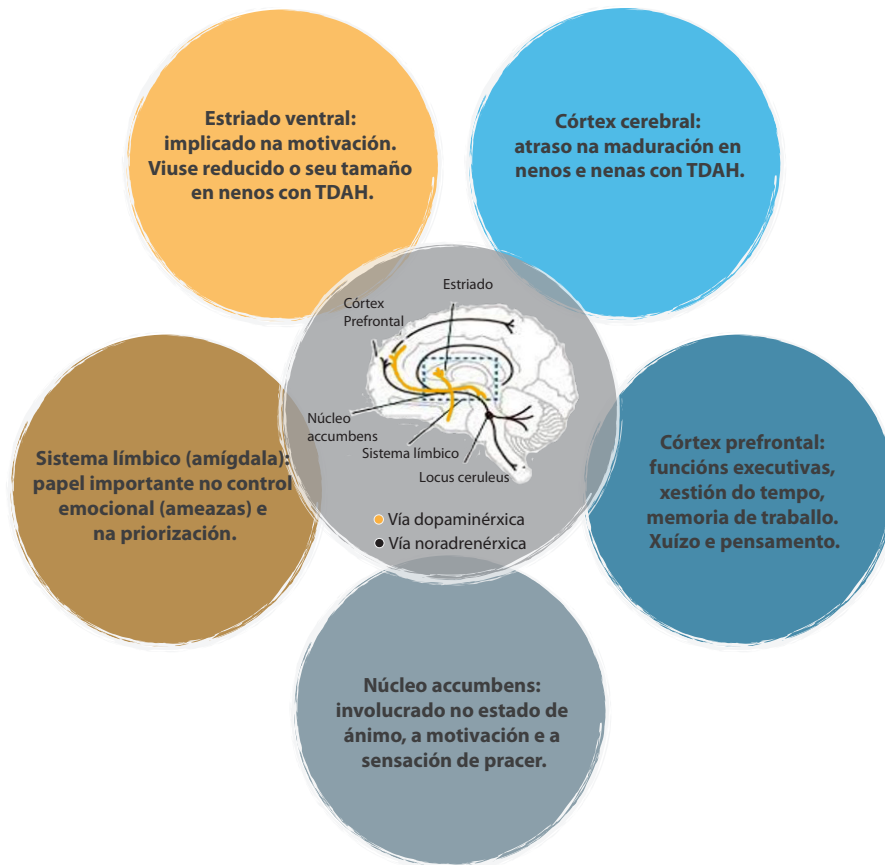 Estriado ventral:
implicado na motivación.
Viuse reducido o seu tamaño
en nenos con TDAH.
Córtex cerebral:
atraso na maduración en
nenos e nenas con TDAH.
Estriado
Córtex
Prefrontal
Núcleo
accumbens
Sistema límbico
Locus ceruleus
Vía dopaminérxica
Vía noradrenérxica
Sistema límbico (amígdala):
papel importante no control
emocional (ameazas) e
na priorización.
Córtex prefrontal:
funcións executivas,
xestión do tempo,
memoria de traballo.
Xuízo e pensamento.
Núcleo accumbens:
involucrado no estado de
ánimo, a motivación e a
sensación de pracer.